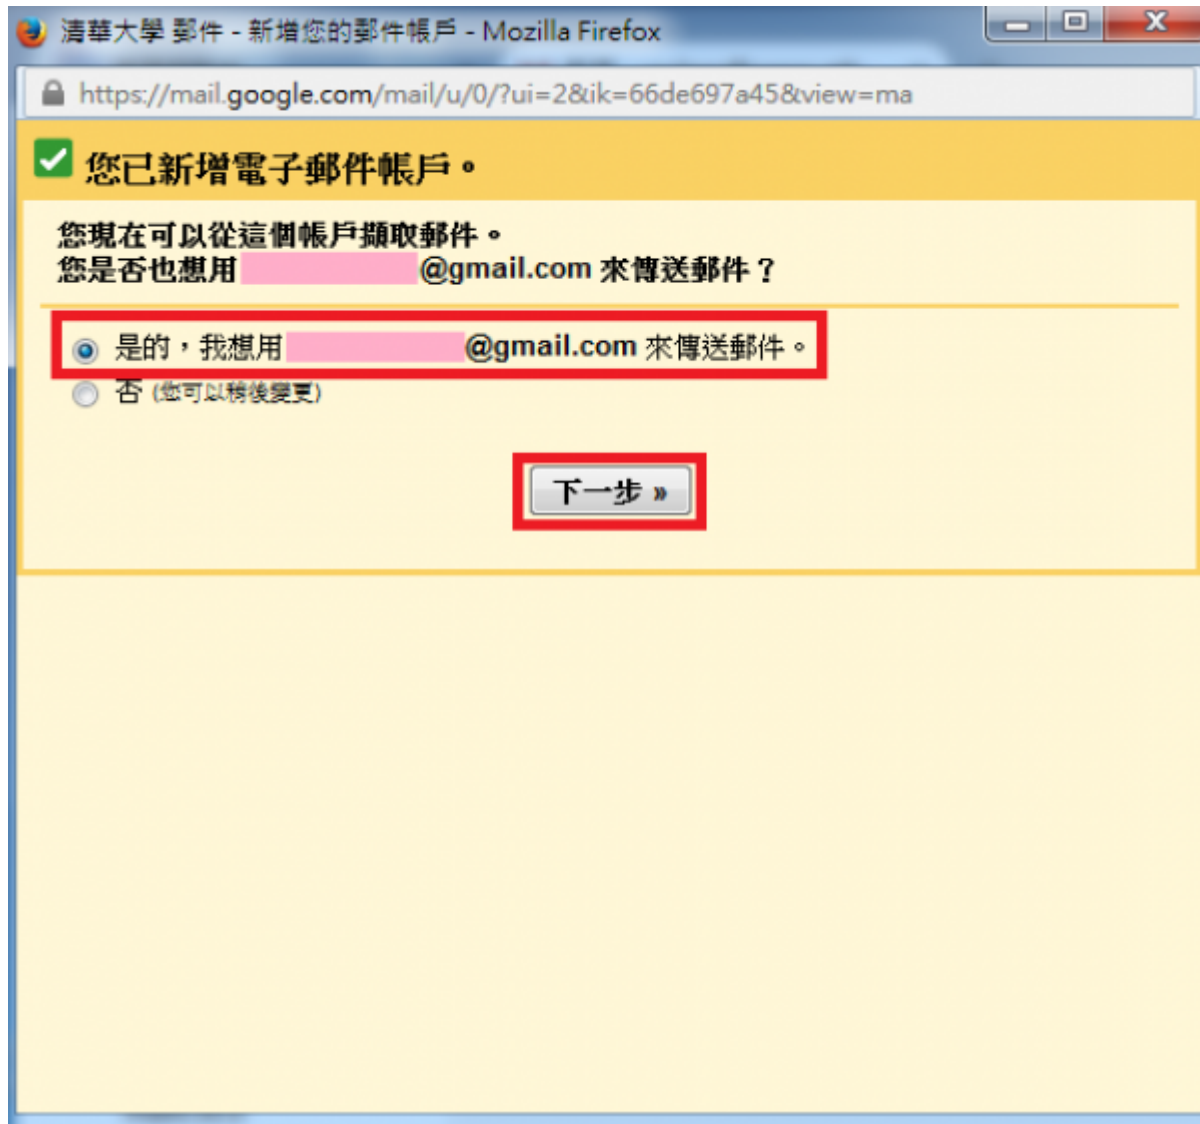 清華大學 郵件 - 新增您的郵件帳戶 - Mozilla Firefox
https://mail.google.com/mail/u/0/?ui=2&ik=66de697a45&view=ma
您已新增電子郵件帳戶。
您現在可以從這個帳戶擷取郵件。
您是否也想用 @gmail.com 來傳送郵件？
是的，我想用 @gmail.com 來傳送郵件。
否 (您可以稍後變更)
下一步 »